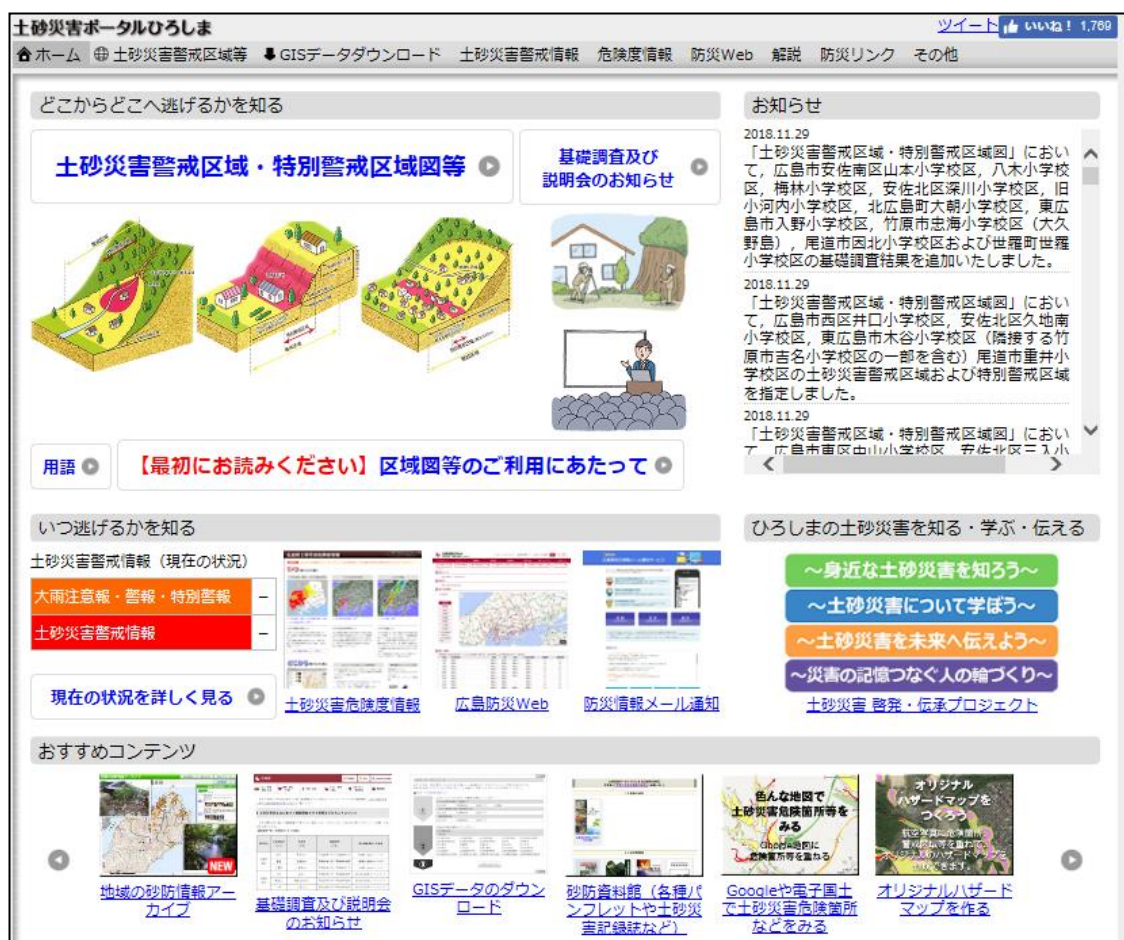 土砂災害ポータルひろしま
ツイート いいね！ 1,769
ホーム 土砂災害警戒区域等 GISデータダウンロード 土砂災害警戒情報 危険度情報 防災Web 解説 防災リンク その他
どこからどこへ逃げるかを知る
土砂災害警戒区域・特別警戒区域図等
基礎調査及び
説明会のお知らせ
用語
【最初にお読みください】区域図等のご利用にあたって
お知らせ
2018.11.29
「土砂災害警戒区域・特別警戒区域図」におい
て，広島市安佐南区山本小学校区，八木小学校
区，梅林小学校区，安佐北区深川小学校区，旧
小河内小学校区，北広島町大朝小学校区，東広
島市入野小学校区，竹原市忠海小学校区（大久
野島），尾道市因北小学校区および世羅町世羅
小学校区の基礎調査結果を追加いたしました。
2018.11.29
「土砂災害警戒区域・特別警戒区域図」におい
て，広島市西区井口小学校区，安佐北区久地南
小学校区，東広島市木谷小学校区（隣接する竹
原市吉名小学校区の一部を含む）尾道市重井小
学校区の土砂災害警戒区域および特別警戒区域
を指定しました。
2018.11.29
「土砂災害警戒区域・特別警戒区域図」におい
て，広島市東区中山小学校区，安佐北区三入小
いつ逃げるかを知る
土砂災害警戒情報（現在の状況）
大雨注意報・警報・特別警報 －
土砂災害警戒情報 －
現在の状況を詳しく見る
土砂災害危険度情報
広島防災Web
防災情報メール通知
ひろしまの土砂災害を知る・学ぶ・伝える
～身近な土砂災害を知ろう～
～土砂災害について学ぼう～
～土砂災害を未来へ伝えよう～
～災害の記憶つなぐ人の輪づくり～
土砂災害 啓発・伝承プロジェクト
おすすめコンテンツ
NEW
地域の砂防情報アー
カイブ
基礎調査及び説明会
のお知らせ
GISデータのダウン
ロード
砂防資料館（各種パ
ンフレットや土砂災
害記録誌など）
色んな地図で
土砂災害危険箇所等を
みる
Google地図に
危険箇所等を重ねる
Googleや電子国土
で土砂災害危険箇所
などをみる
オリジナル
ハザードマップを
つくろう
オリジナルハザード
マップを作る